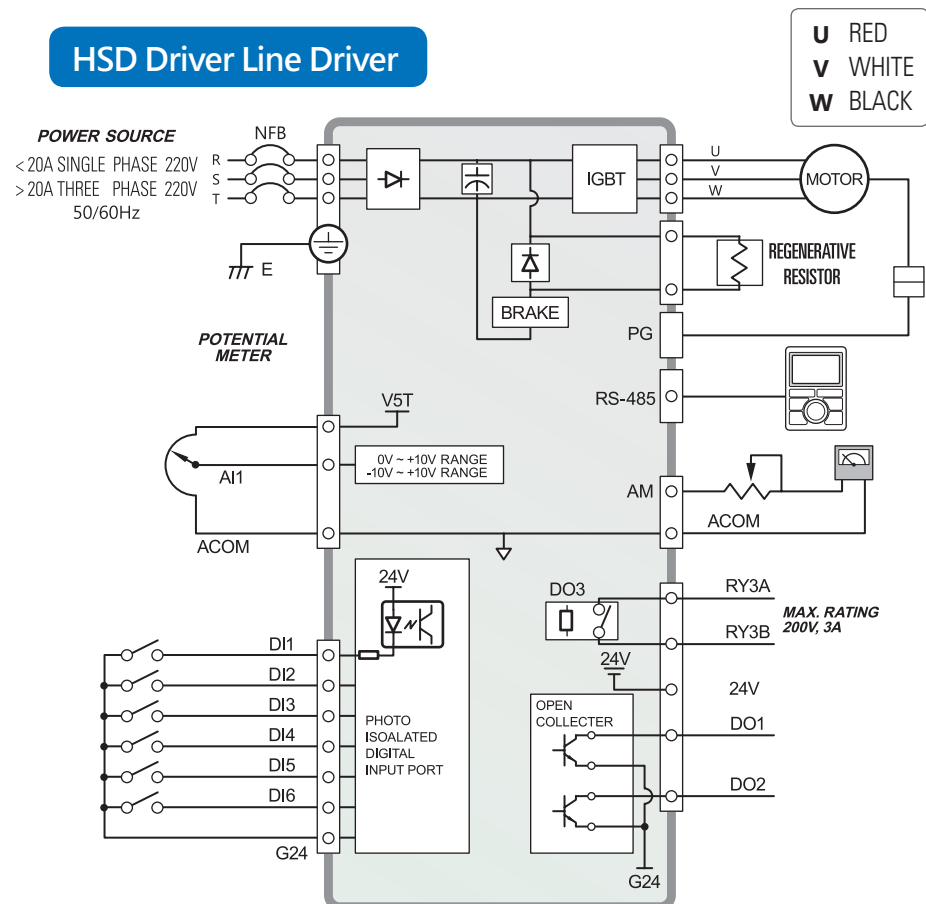 HSD Driver Line Driver
U RED
V WHITE
W BLACK
POWER SOURCE
NFB
< 20A SINGLE PHASE 220V
> 20A THREE PHASE 220V
50/60Hz
R
S
T
E
IGBT
U
V
W
MOTOR
REGENERATIVE
RESISTOR
BRAKE
PG
POTENTIAL
METER
RS-485
V5T
AI1
0V ~ +10V RANGE
-10V ~ +10V RANGE
AM
ACOM
ACOM
24V
DO3
RY3A
MAX. RATING
200V, 3A
RY3B
24V
24V
DI1
DI2
DI3
DI4
DI5
DI6
G24
PHOTO
ISOALATED
DIGITAL
INPUT PORT
OPEN
COLLECTER
DO1
DO2
G24